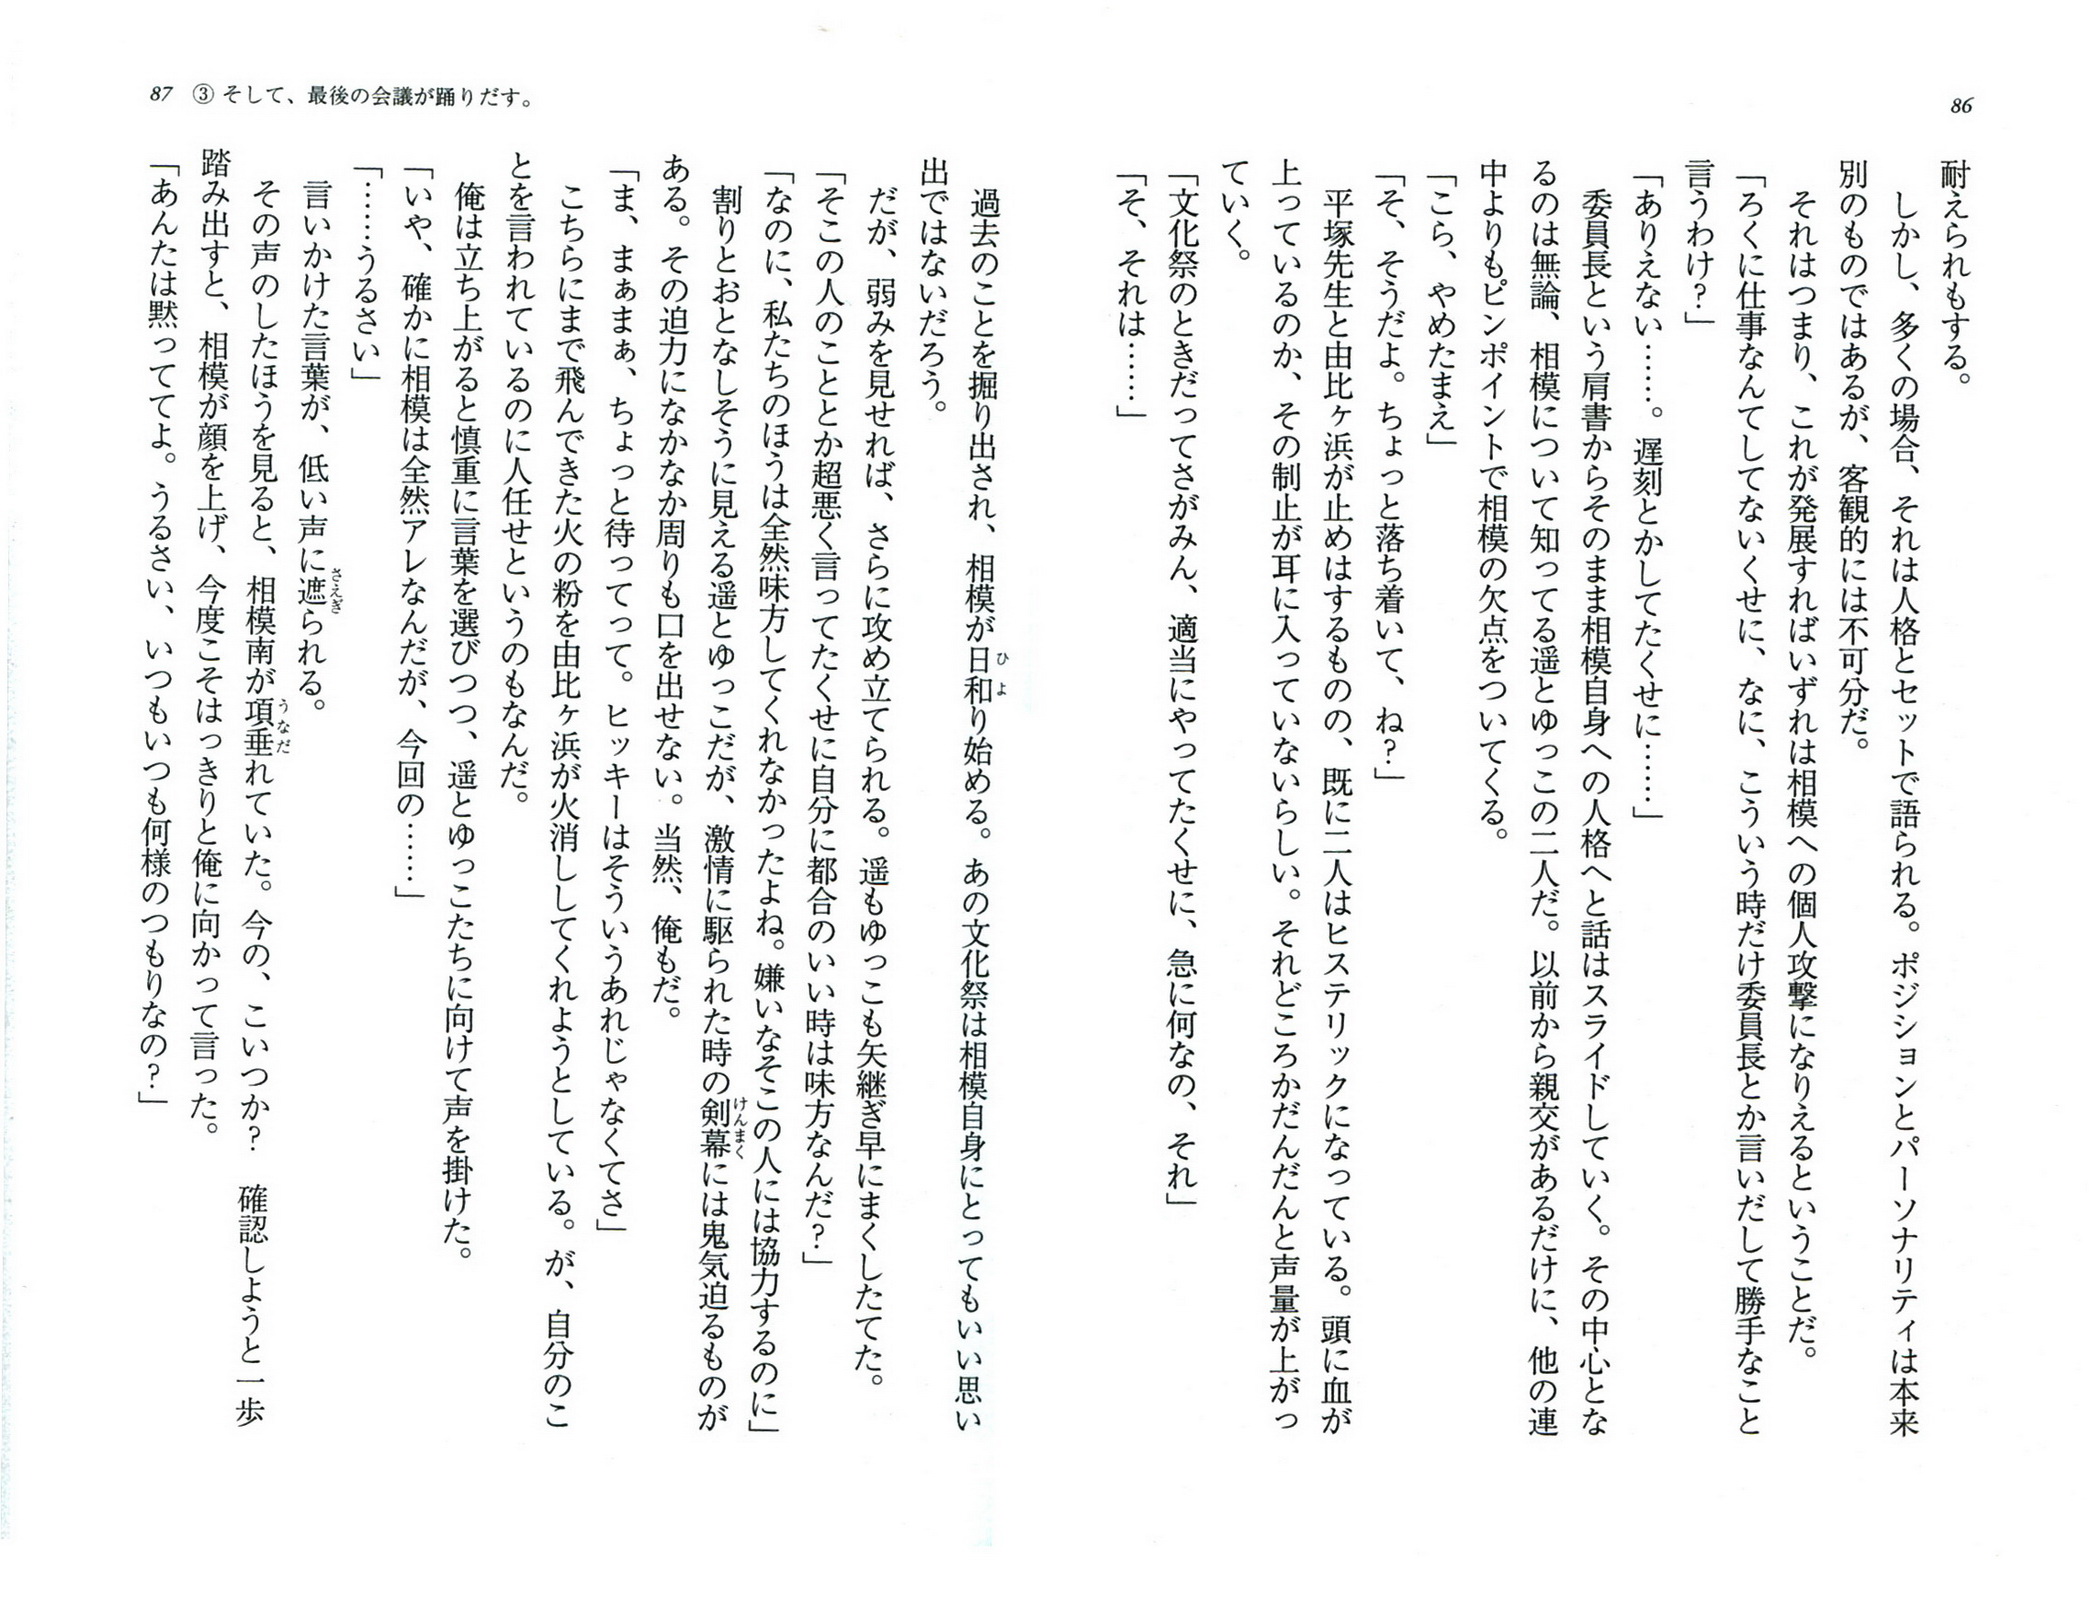 86
耐えられもする。
しかし、多くの場合、それは人格とセットで語られる。ポジションとパーソナリティは本来
別のものではあるが、客観的には不可分だ。
それはつまり、これが発展すればいずれは相模への個人攻撃になりえるということだ。
「ろくに仕事なんてしてないくせに、なに、こういう時だけ委員長とか言いだして勝手なこと
言うわけ？」
「ありえない……。遅刻とかしてたくせに……」
委員長という肩書からそのまま相模自身への人格へと話はスライドしていく。その中心とな
るのは無論、相模について知ってる遥とゆっこの二人だ。以前から親交があるだけに、他の連
中よりもピンポイントで相模の欠点をついてくる。
「こら、やめたまえ」
「そ、そうだよ。ちょっと落ち着いて、ね？」
平塚先生と由比ヶ浜が止めはするものの、既に二人はヒステリックになっている。頭に血が
上っているのか、その制止が耳に入っていないらしい。それどころかだんだんと声量が上がっ
ていく。
「文化祭のときだってさがみん、適当にやってたくせに、急に何なの、それ」
「そ、それは……」
87 ③そして、最後の会議が踊りだす。
過去のことを掘り出され、相模が日和り始める。あの文化祭は相模自身にとってもいい思い
出ではないだろう。
だが、弱みを見せれば、さらに攻め立てられる。遥もゆっこも矢継ぎ早にまくしたてた。
「そこの人のこととか超悪く言ってたくせに自分に都合のいい時は味方なんだ？」
「なのに、私たちのほうは全然味方してくれなかったよね。嫌いなそこの人には協力するのに」
割りとおとなしそうに見える遥とゆっこだが、激情に駆られた時の剣幕には鬼気迫るものが
ある。その迫力になかなか周りも口を出せない。当然、俺もだ。
「ま、まぁまぁ、ちょっと待ってって。ヒッキーはそういうあれじゃなくてさ」
こちらにまで飛んできた火の粉を由比ヶ浜が火消ししてくれようとしている。が、自分のこ
とを言われているのに人任せというのもなんだ。
俺は立ち上がると慎重に言葉を選びつつ、遥とゆっこたちに向けて声を掛けた。
「いや、確かに相模は全然アレなんだが、今回の……」
「……うるさい」
言いかけた言葉が、低い声に遮られる。
その声のしたほうを見ると、相模南が項垂れていた。今の、こいつか？　確認しようと一歩
踏み出すと、相模が顔を上げ、今度こそはっきりと俺に向かって言った。
「あんたは黙っててよ。うるさい、いつもいつも何様のつもりなの？」